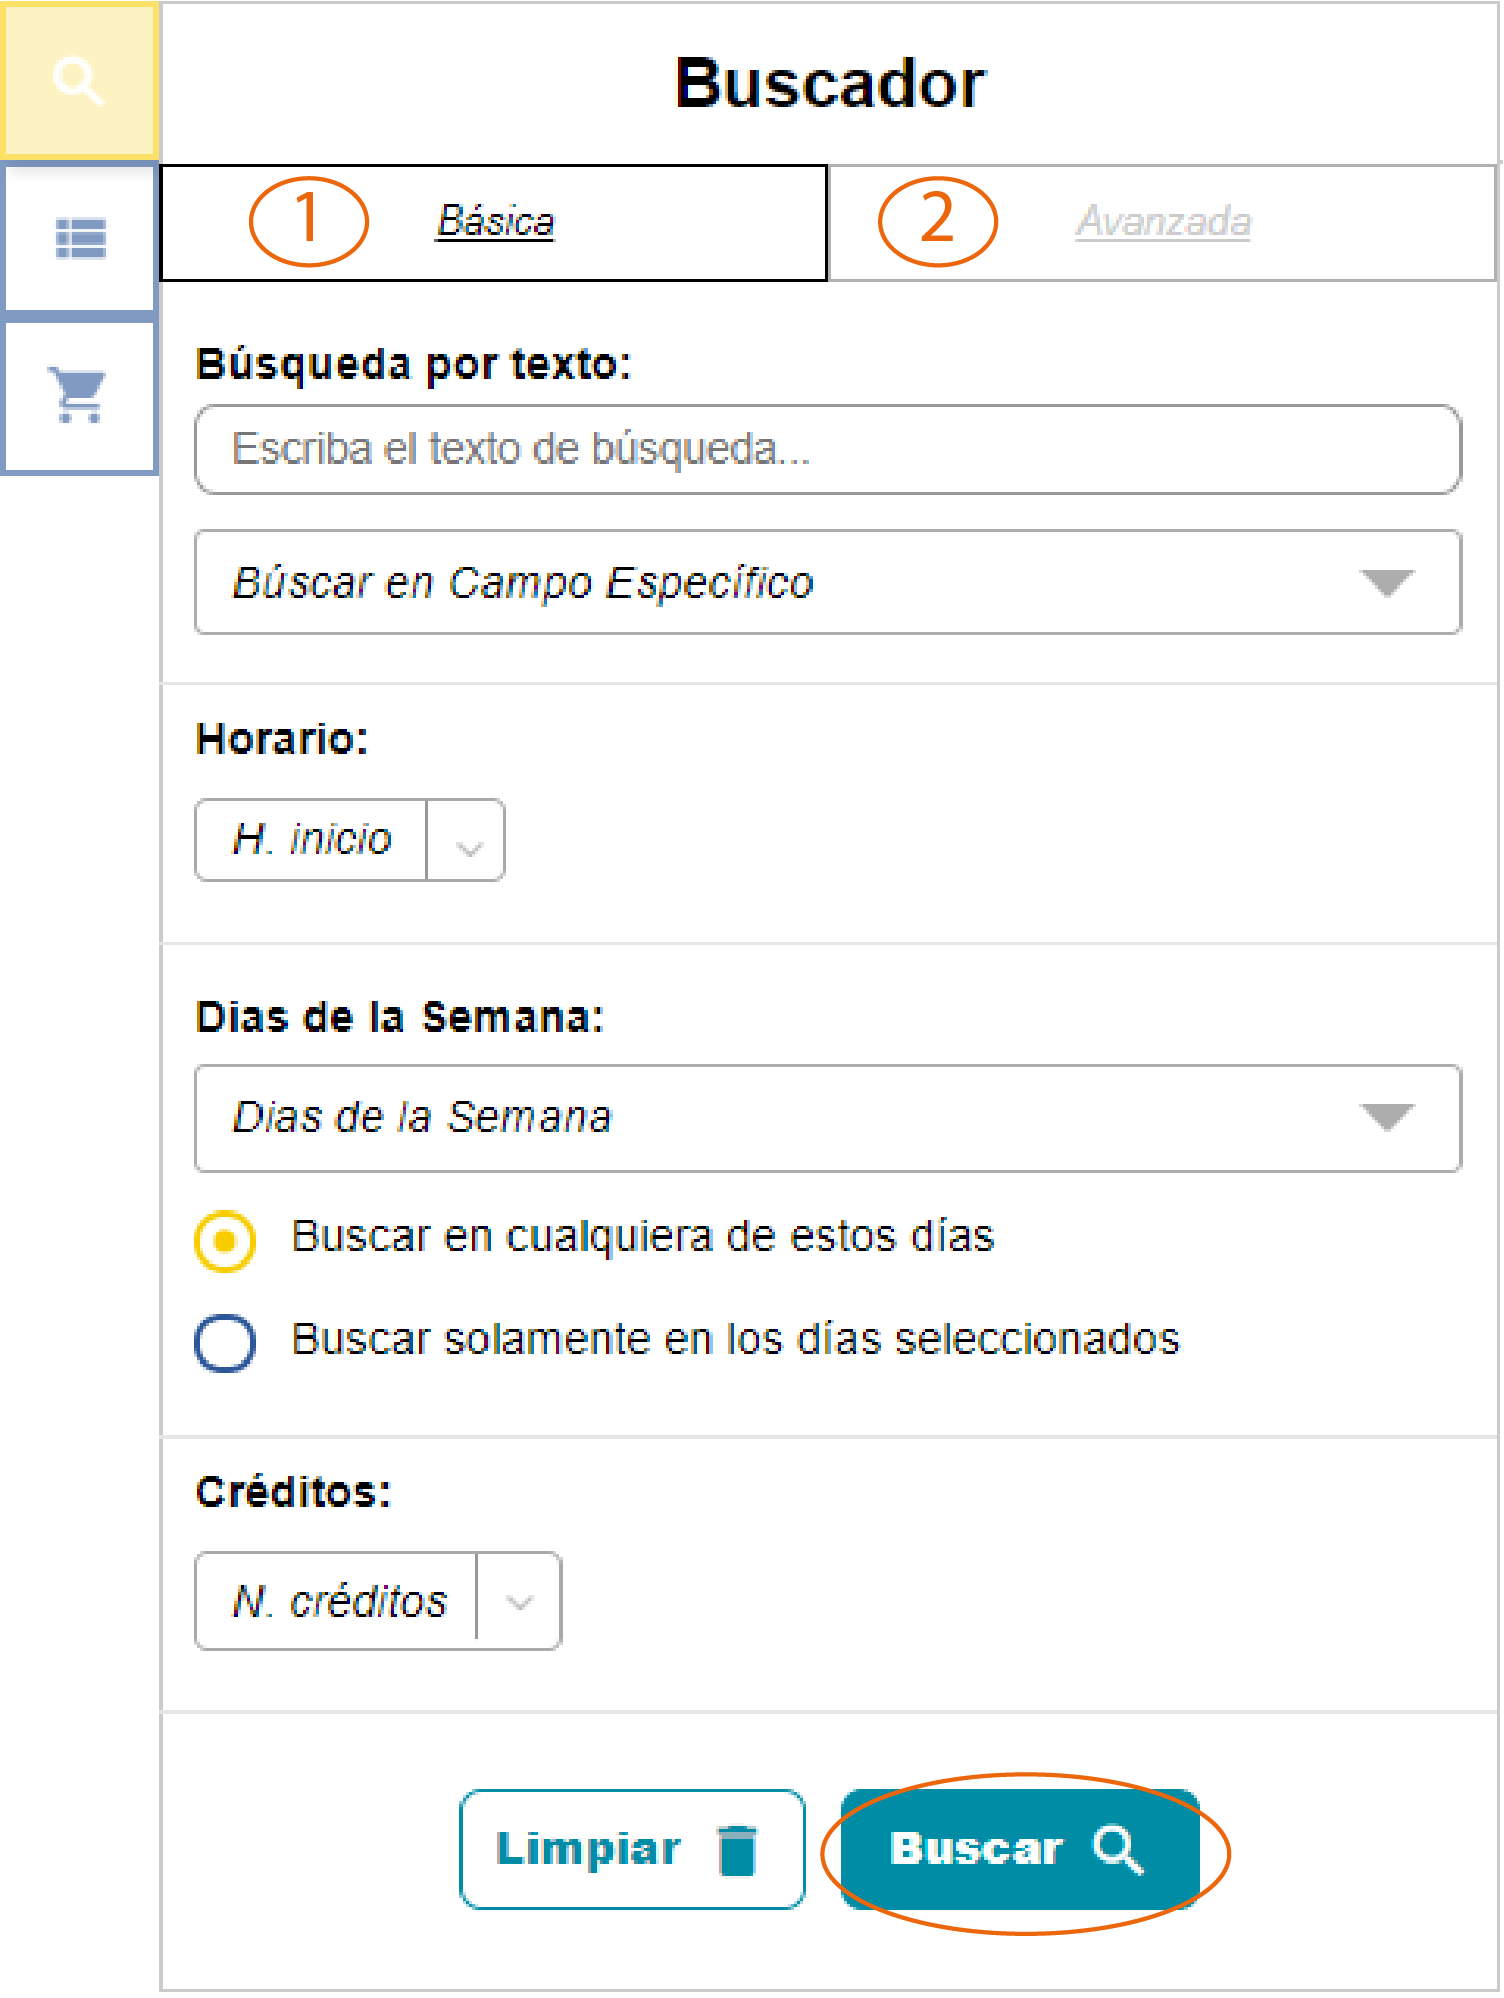 Buscador
1 Básica 2 Avanzada
Búsqueda por texto:
Escriba el texto de búsqueda...
Búscar en Campo Específico
Horario:
H. inicio
Dias de la Semana:
Dias de la Semana
Buscar en cualquiera de estos días
Buscar solamente en los días seleccionados
Créditos:
N. créditos
Limpiar Buscar